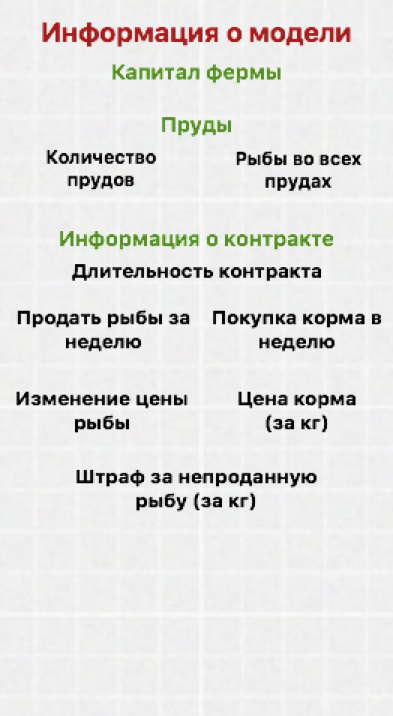 Информация о модели
Капитал фермы
Пруды
Количество
прудов
Рыбы во всех
прудах
Информация о контракте
Длительность контракта
Продать рыбы за
неделю
Покупка корма в
неделю
Изменение цены
рыбы
Цена корма
(за кг)
Штраф за непроданную
рыбу (за кг)